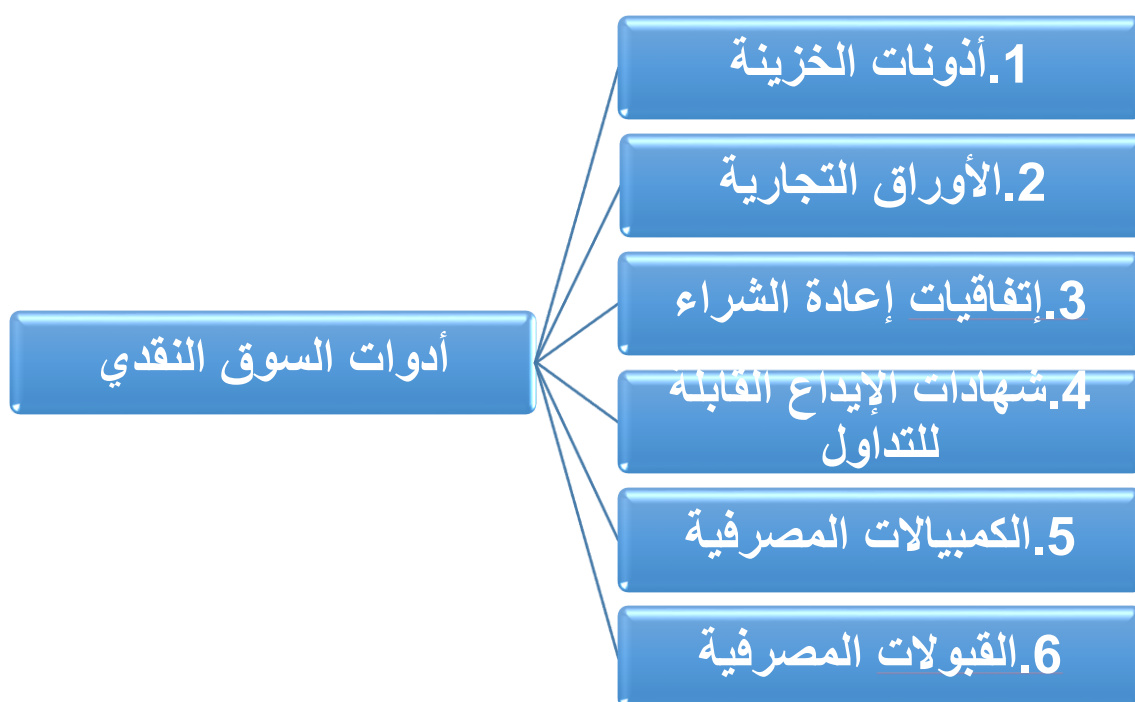 أدوات السوق النقدي
1.أذونات الخزينة
2.الأوراق التجارية
3.إتفاقيات إعادة الشراء
4.شهادات الإيداع القابلة
للتداول
5.الكمبيالات المصرفية
6.القبولات المصرفية